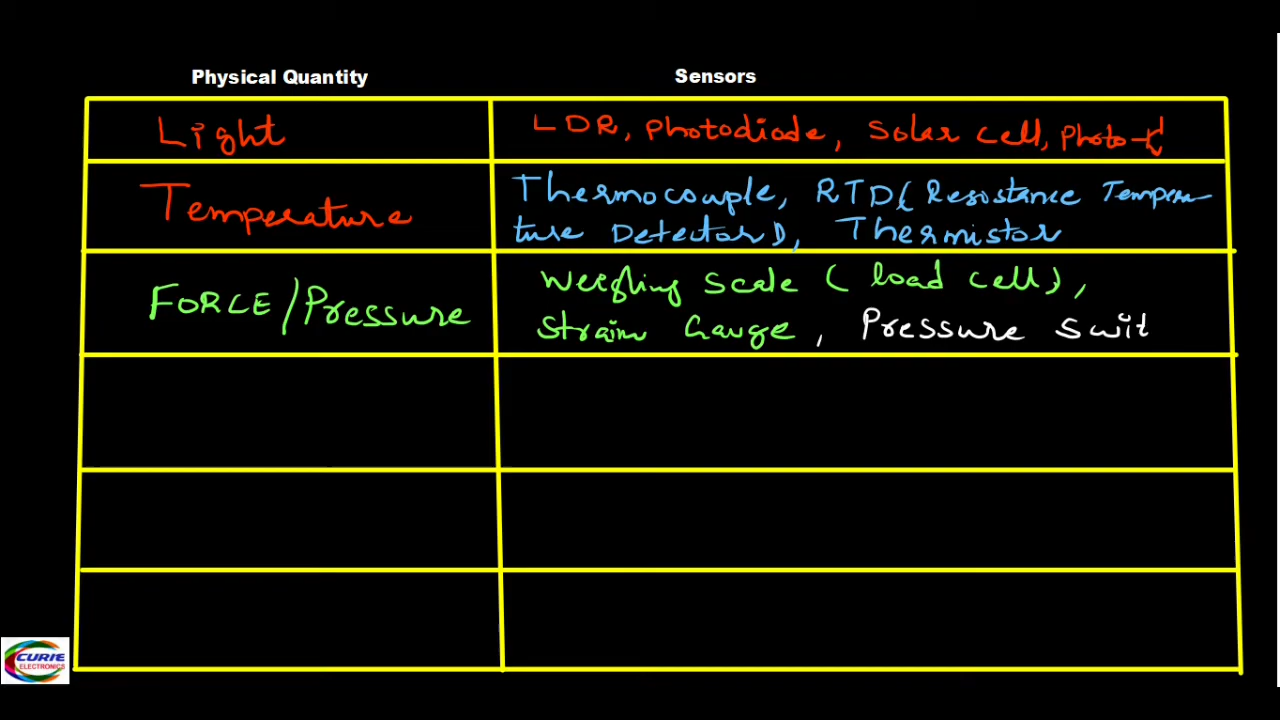 Physical Quantity Sensors
Light LDR, Photodiode, Solar cell, Photo-
Temperature Thermocouple, RTD( Resistance Tempera-
ture Detector), Thermistor
FORCE/Pressure Weighing Scale (load cell),
Strain Gauge, Pressure Swit
CURIE
ELECTRONICS